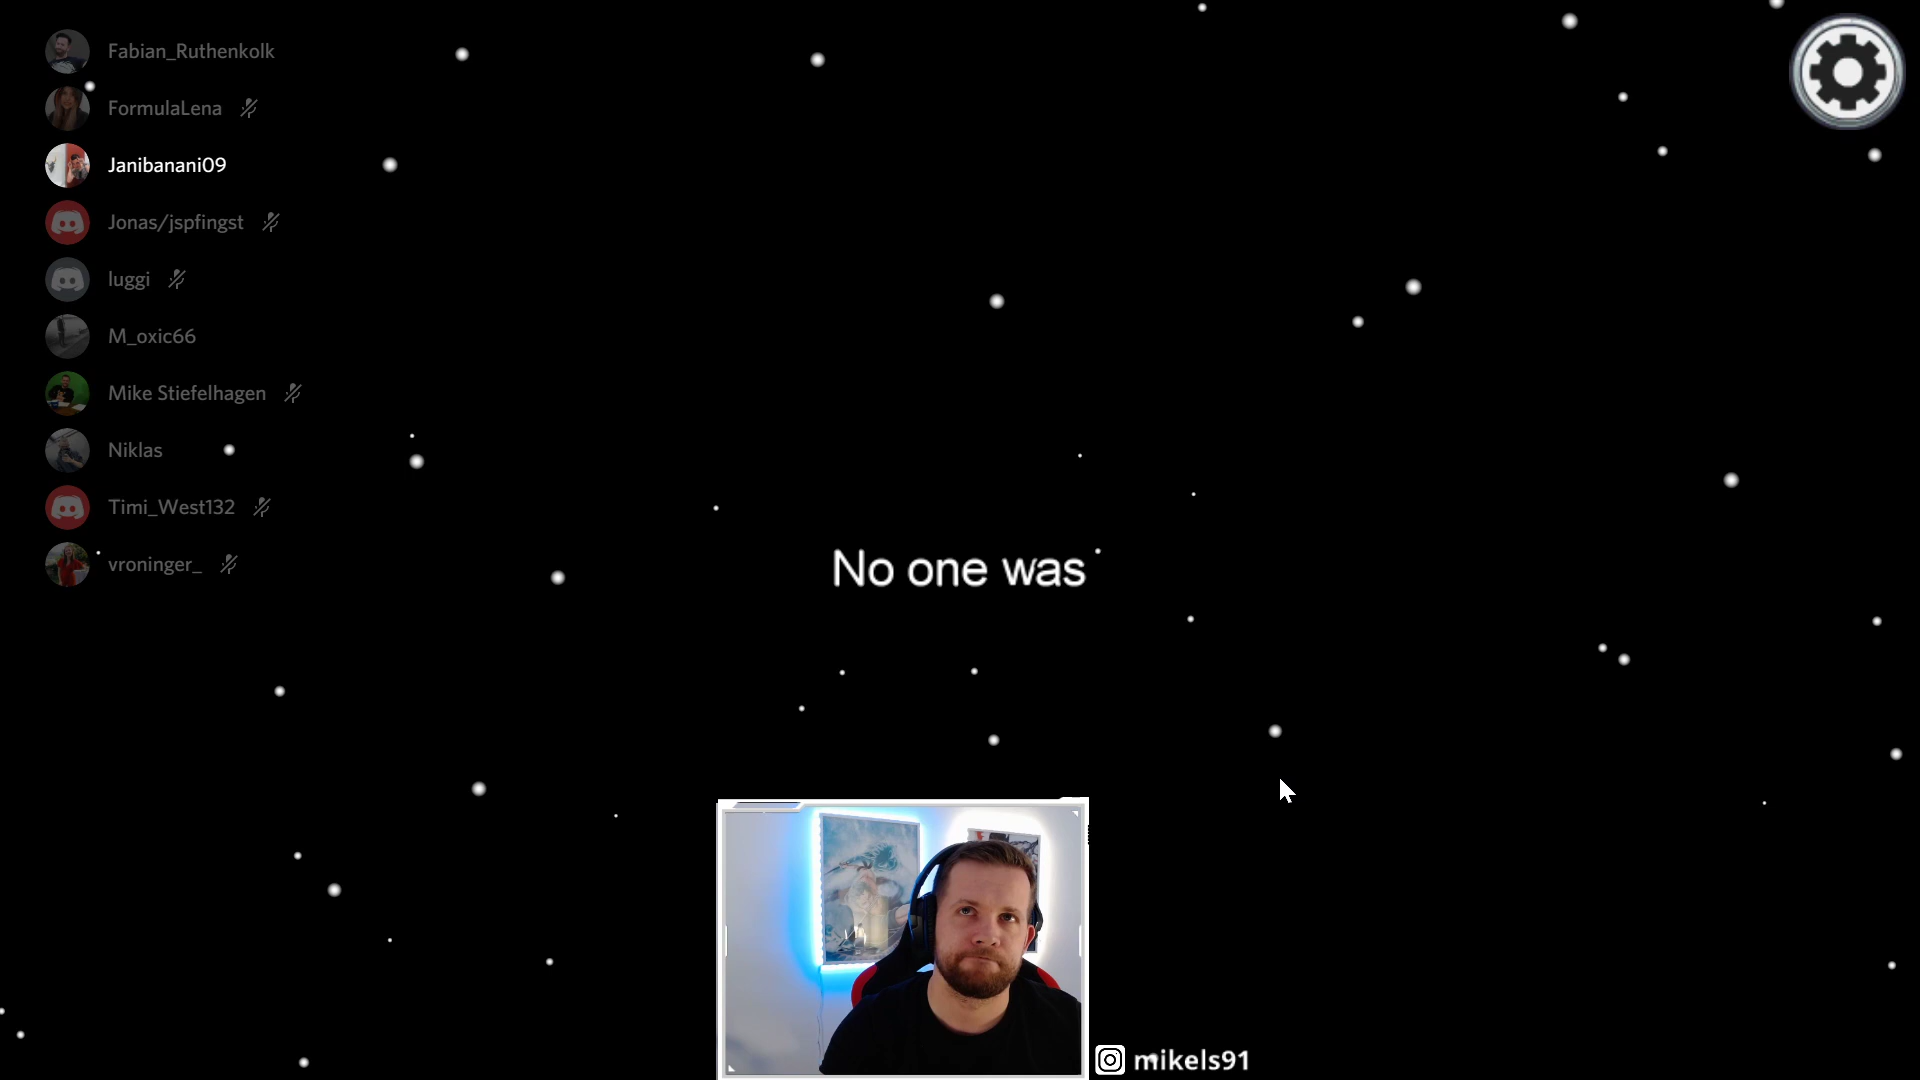 Fabian_Ruthenkolk
FormulaLena
Janibanani09
Jonas/jspfingst
luggi
M_oxic66
Mike Stiefelhagen
Niklas
Timi_West132
vroninger_
No one was
mikels91